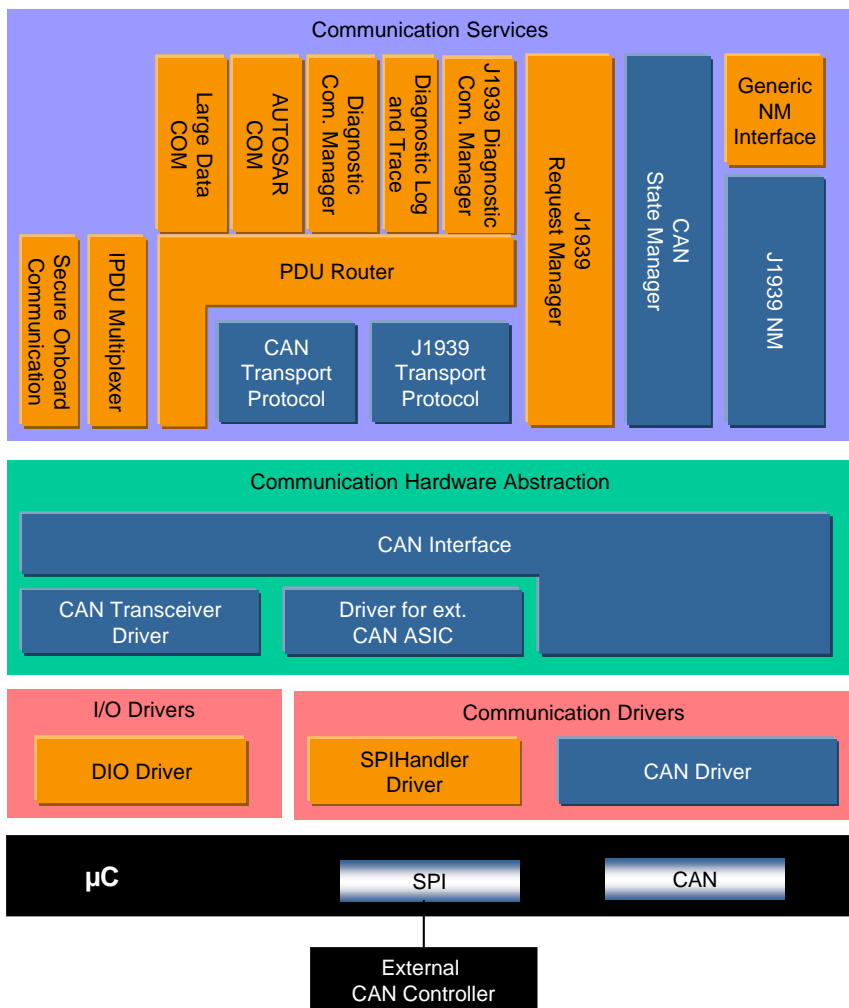 Communication Services
Large Data
COM
AUTOSAR
COM
Diagnostic
Com. Manager
Diagnostic Log
and Trace
J1939 Diagnostic
Com. Manager
J1939
Request Manager
CAN
State Manager
Generic
NM
Interface
Secure Onboard
Communication
IPDU Multiplexer
PDU Router
CAN
Transport
Protocol
J1939
Transport
Protocol
J1939 NM
Communication Hardware Abstraction
CAN Interface
CAN Transceiver
Driver
Driver for ext.
CAN ASIC
I/O Drivers
DIO Driver
Communication Drivers
SPIHandler
Driver
CAN Driver
µC
SPI
CAN
External
CAN Controller